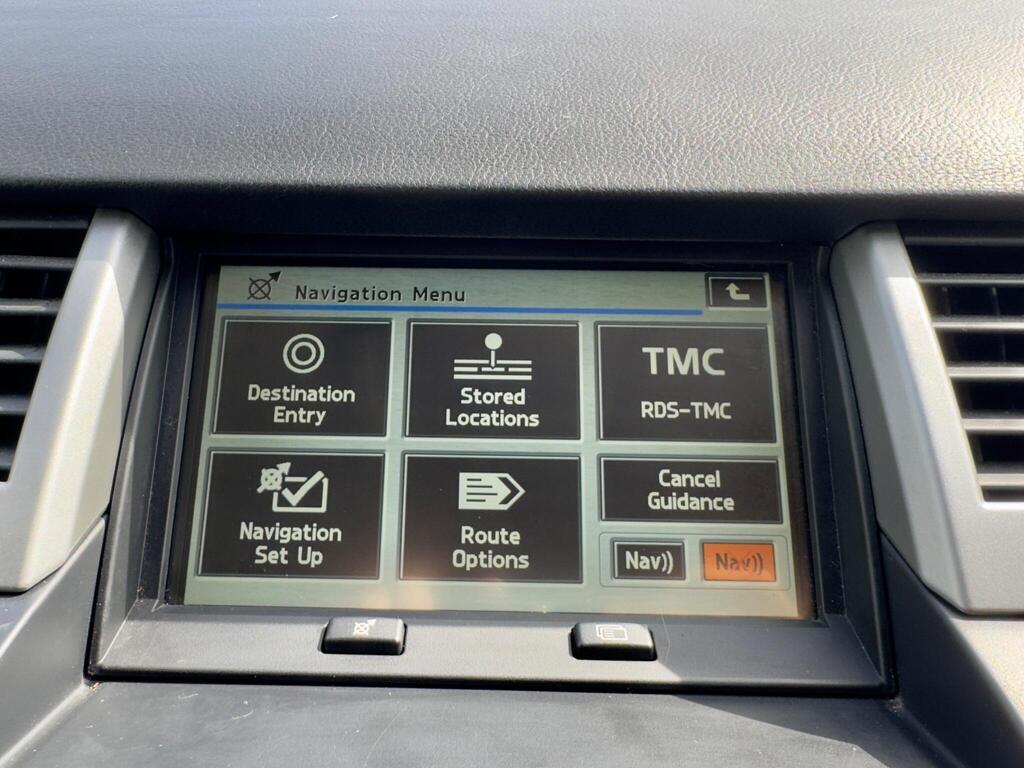 Navigation Menu
Destination
Entry
Stored
Locations
TMC
RDS-TMC
Navigation
Set Up
Route
Options
Cancel
Guidance
Nav))
Nav))